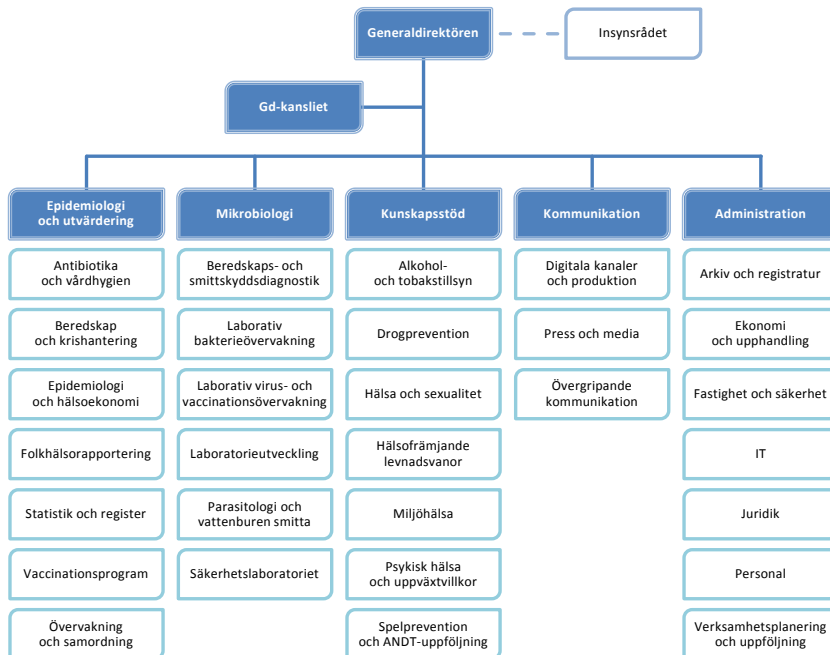 Generaldirektören
Insynsrådet
Gd-kansliet
Epidemiologi
och utvärdering
Mikrobiologi
Kunskapsstöd
Kommunikation
Administration
Antibiotika
och vårdhygien
Beredskap
och krishantering
Epidemiologi
och hälsoekonomi
Folkhälsorapportering
Statistik och register
Vaccinationsprogram
Övervakning
och samordning
Beredskaps- och
smittskyddsdiagnostik
Laborativ
bakterieövervakning
Laborativ virus- och
vaccinationsövervakning
Laboratorieutveckling
Parasitologi och
vattenburen smitta
Säkerhetslaboratoriet
Alkohol-
och tobakstillsyn
Drogprevention
Hälsa och sexualitet
Hälsofrämjande
levnadsvanor
Miljöhälsa
Psykisk hälsa
och uppväxtvillkor
Spelprevention
och ANDT-uppföljning
Digitala kanaler
och produktion
Press och media
Övergripande
kommunikation
Arkiv och registratur
Ekonomi
och upphandling
Fastighet och säkerhet
IT
Juridik
Personal
Verksamhetsplanering
och uppföljning